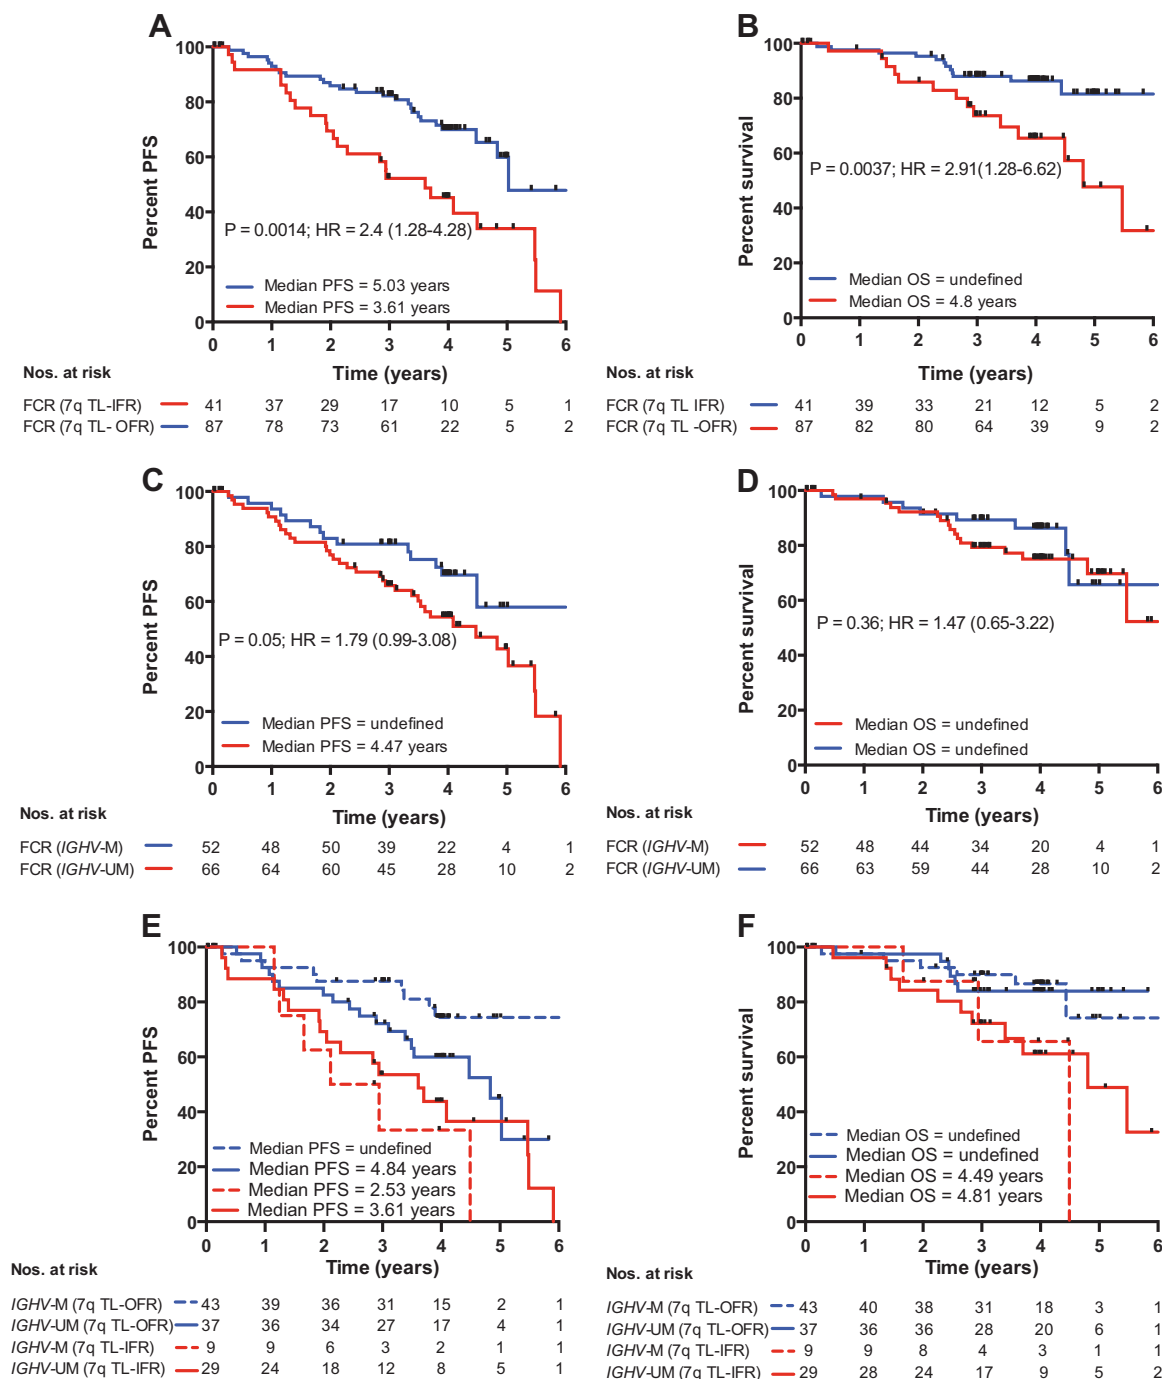 A
100
80
60
40
20
0
Percent PFS
P = 0.0014; HR = 2.4 (1.28-4.28)
Median PFS = 5.03 years
Median PFS = 3.61 years
0 1 2 3 4 5 6
Time (years)
Nos. at risk
FCR (7q TL-IFR) 41 37 29 17 10 5 1
FCR (7q TL- OFR) 87 78 73 61 22 5 2
B
100
80
60
40
20
0
Percent survival
P = 0.0037; HR = 2.91(1.28-6.62)
Median OS = undefined
Median OS = 4.8 years
0 1 2 3 4 5 6
Time (years)
Nos. at risk
FCR (7q TL IFR) 41 39 33 21 12 5 2
FCR (7q TL -OFR) 87 82 80 64 39 9 2
C
100
80
60
40
20
0
Percent PFS
P = 0.05; HR = 1.79 (0.99-3.08)
Median PFS = undefined
Median PFS = 4.47 years
0 1 2 3 4 5 6
Time (years)
Nos. at risk
FCR (IGHV-M) 52 48 50 39 22 4 1
FCR (IGHV-UM) 66 64 60 45 28 10 2
D
100
80
60
40
20
0
Percent survival
P = 0.36; HR = 1.47 (0.65-3.22)
Median OS = undefined
Median OS = undefined
0 1 2 3 4 5 6
Time (years)
Nos. at risk
FCR (IGHV-M) 52 48 44 34 20 4 1
FCR (IGHV-UM) 66 63 59 44 28 10 2
E
100
80
60
40
20
0
Percent PFS
Median PFS = undefined
Median PFS = 4.84 years
Median PFS = 2.53 years
Median PFS = 3.61 years
0 1 2 3 4 5 6
Time (years)
Nos. at risk
IGHV-M (7q TL-OFR) 43 39 36 31 15 2 1
IGHV-UM (7q TL-OFR) 37 36 34 27 17 4 1
IGHV-M (7q TL-IFR) 9 9 6 3 2 1 1
IGHV-UM (7q TL-IFR) 29 24 18 12 8 5 1
F
100
80
60
40
20
0
Percent survival
Median OS = undefined
Median OS = undefined
Median OS = 4.49 years
Median OS = 4.81 years
0 1 2 3 4 5 6
Time (years)
Nos. at risk
IGHV-M (7q TL-OFR) 43 40 38 31 18 3 1
IGHV-UM (7q TL-OFR) 37 36 36 28 20 6 1
IGHV-M (7q TL-IFR) 9 9 8 4 3 1 1
IGHV-UM (7q TL-IFR) 29 28 24 17 9 5 2